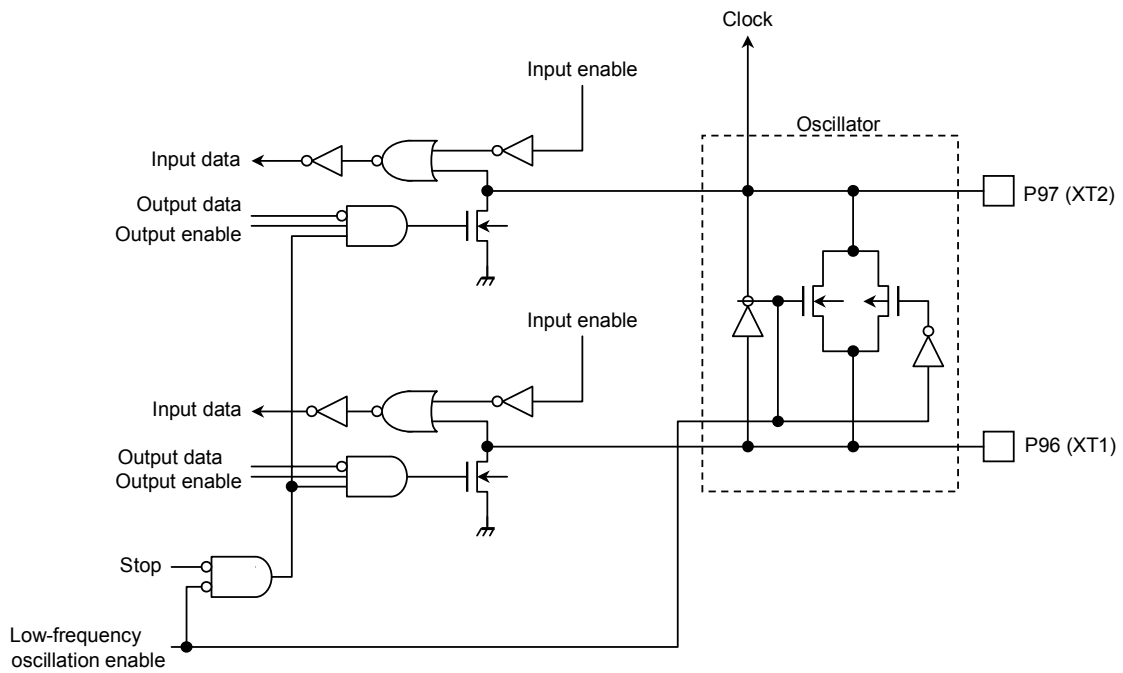 Clock
Input enable
Oscillator
Input data
P97 (XT2)
Output data
Output enable
Input enable
Input data
P96 (XT1)
Output data
Output enable
Stop
Low-frequency
oscillation enable